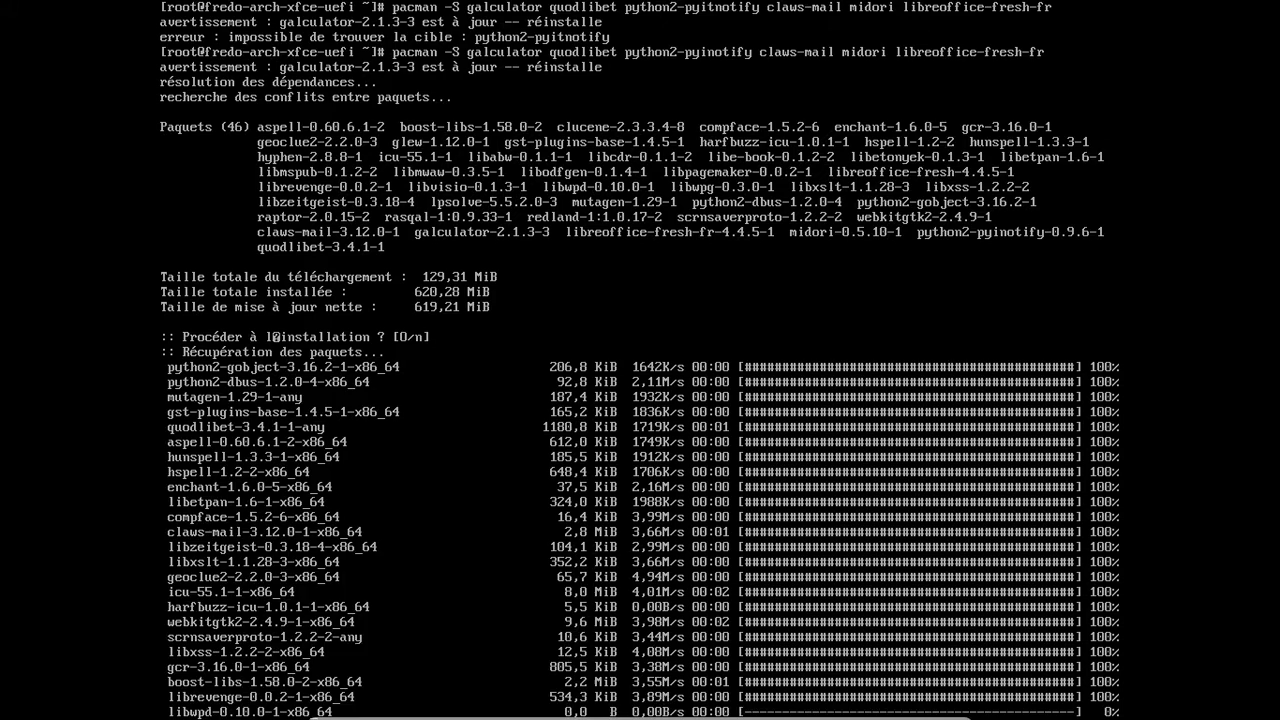 [root@fredo-arch-xfce-uefi ~]# pacman -S galculator quodlibet python2-pyitnotify claws-mail midori libreoffice-fresh-fr
avertissement : galculator-2.1.3-3 est à jour -- réinstalle
erreur : impossible de trouver la cible : python2-pyitnotify
[root@fredo-arch-xfce-uefi ~]# pacman -S galculator quodlibet python2-pyinotify claws-mail midori libreoffice-fresh-fr
avertissement : galculator-2.1.3-3 est à jour -- réinstalle
résolution des dépendances...
recherche des conflits entre paquets...
Paquets (46) aspell-0.60.6.1-2 boost-libs-1.58.0-2 clucene-2.3.3.4-8 compface-1.5.2-6 enchant-1.6.0-5 gcr-3.16.0-1
geoclue2-2.2.0-3 glew-1.12.0-1 gst-plugins-base-1.4.5-1 harfbuzz-icu-1.0.1-1 hspell-1.2-2 hunspell-1.3.3-1
hyphen-2.8.8-1 icu-55.1-1 libabw-0.1.1-1 libcdr-0.1.1-2 libe-book-0.1.2-2 libetonyek-0.1.3-1 libetpan-1.6-1
libmspub-0.1.2-2 libmwaw-0.3.5-1 libodfgen-0.1.4-1 libpagemaker-0.0.2-1 libreoffice-fresh-4.4.5-1
librevenge-0.0.2-1 libvisio-0.1.3-1 libwpd-0.10.0-1 libwpg-0.3.0-1 libxslt-1.1.28-3 libxss-1.2.2-2
libzeitgeist-0.3.18-4 lpsolve-5.5.2.0-3 mutagen-1.29-1 python2-dbus-1.2.0-4 python2-gobject-3.16.2-1
raptor-2.0.15-2 rasqal-1:0.9.33-1 redland-1:1.0.17-2 scrnsaverproto-1.2.2-2 webkitgtk2-2.4.9-1
claws-mail-3.12.0-1 galculator-2.1.3-3 libreoffice-fresh-fr-4.4.5-1 midori-0.5.10-1 python2-pyinotify-0.9.6-1
quodlibet-3.4.1-1
Taille totale du téléchargement : 129,31 MiB
Taille totale installée : 620,28 MiB
Taille de mise à jour nette : 619,21 MiB
:: Procéder à l�installation ? [O/n]
:: Récupération des paquets...
python2-gobject-3.16.2-1-x86_64 206,8 KiB 1642K/s 00:00 [############################################] 100%
python2-dbus-1.2.0-4-x86_64 92,8 KiB 2,11M/s 00:00 [############################################] 100%
mutagen-1.29-1-any 187,4 KiB 1932K/s 00:00 [############################################] 100%
gst-plugins-base-1.4.5-1-x86_64 165,2 KiB 1836K/s 00:00 [############################################] 100%
quodlibet-3.4.1-1-any 1180,8 KiB 1719K/s 00:01 [############################################] 100%
aspell-0.60.6.1-2-x86_64 612,0 KiB 1749K/s 00:00 [############################################] 100%
hunspell-1.3.3-1-x86_64 185,5 KiB 1912K/s 00:00 [############################################] 100%
hspell-1.2-2-x86_64 648,4 KiB 1706K/s 00:00 [############################################] 100%
enchant-1.6.0-5-x86_64 37,5 KiB 2,16M/s 00:00 [############################################] 100%
libetpan-1.6-1-x86_64 324,0 KiB 1988K/s 00:00 [############################################] 100%
compface-1.5.2-6-x86_64 16,4 KiB 3,99M/s 00:00 [############################################] 100%
claws-mail-3.12.0-1-x86_64 2,8 MiB 3,66M/s 00:01 [############################################] 100%
libzeitgeist-0.3.18-4-x86_64 104,1 KiB 2,99M/s 00:00 [############################################] 100%
libxslt-1.1.28-3-x86_64 352,2 KiB 3,66M/s 00:00 [############################################] 100%
geoclue2-2.2.0-3-x86_64 65,7 KiB 4,94M/s 00:00 [############################################] 100%
icu-55.1-1-x86_64 8,0 MiB 4,01M/s 00:02 [############################################] 100%
harfbuzz-icu-1.0.1-1-x86_64 5,5 KiB 0,00B/s 00:00 [############################################] 100%
webkitgtk2-2.4.9-1-x86_64 9,6 MiB 3,98M/s 00:02 [############################################] 100%
scrnsaverproto-1.2.2-2-any 10,6 KiB 3,44M/s 00:00 [############################################] 100%
libxss-1.2.2-2-x86_64 12,5 KiB 4,08M/s 00:00 [############################################] 100%
gcr-3.16.0-1-x86_64 805,5 KiB 3,38M/s 00:00 [############################################] 100%
boost-libs-1.58.0-2-x86_64 2,2 MiB 3,55M/s 00:01 [############################################] 100%
librevenge-0.0.2-1-x86_64 534,3 KiB 3,89M/s 00:00 [############################################] 100%
libwpd-0.10.0-1-x86_64 0,0 B 0,00B/s 00:00 [--------------------------------------------] 0%